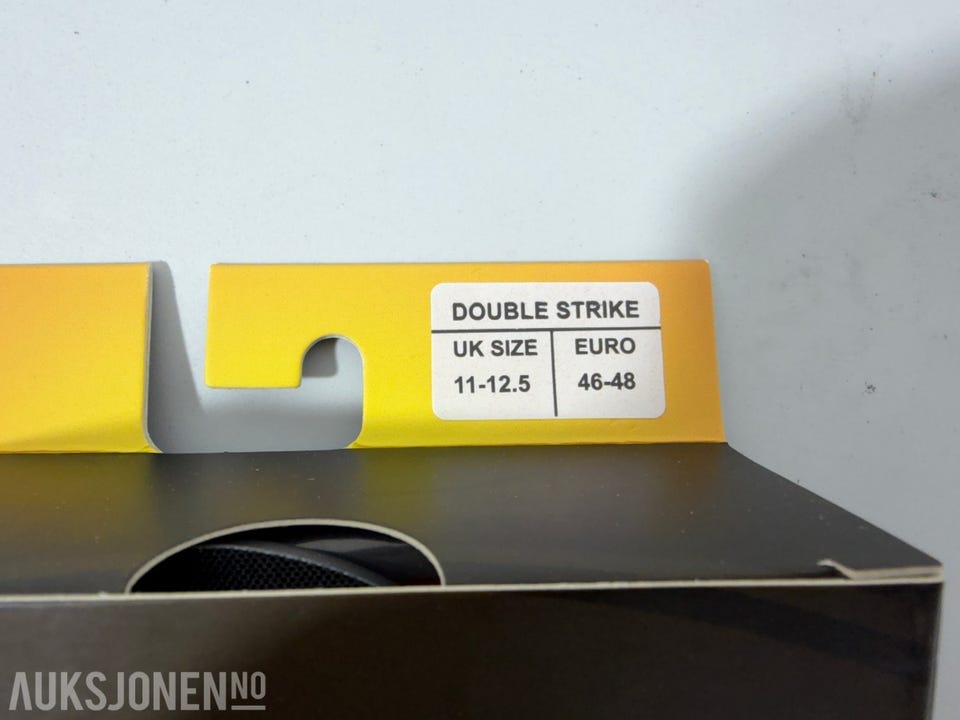 DOUBLE STRIKE
UK SIZE EURO
11-12.5 46-48
AUKSJONEN.NO